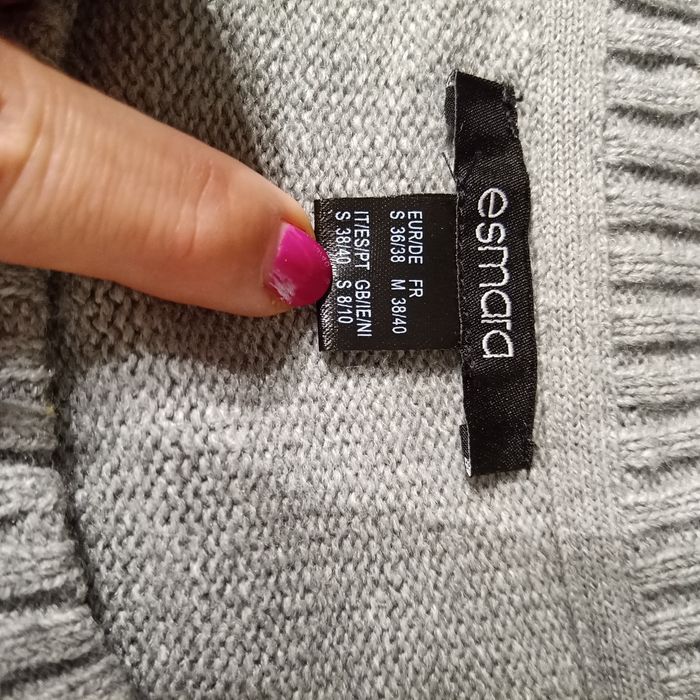 esmara
EUR/DE FR
S 36/38 M 38/40
IT/ES/PT GB/IE/NI
S 38/40 S 8/10